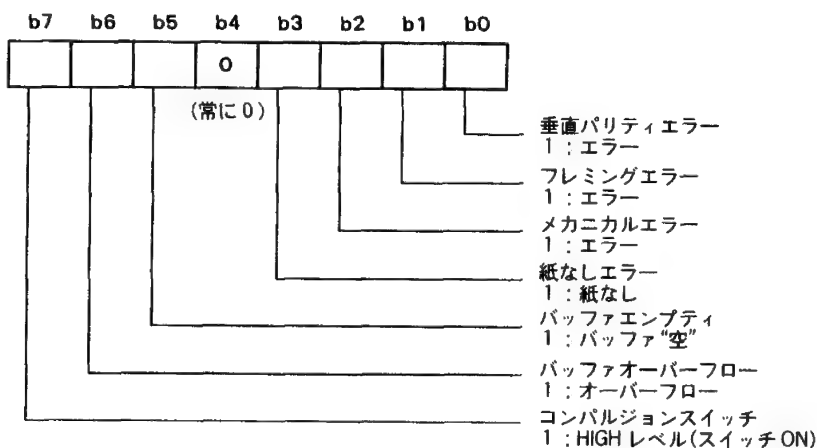 b7 b6 b5 b4 b3 b2 b1 b0
0
(常に0)
垂直パリティエラー
1：エラー
フレミングエラー
1：エラー
メカニカルエラー
1：エラー
紙なしエラー
1：紙なし
バッファエンプティ
1：バッファ“空”
バッファオーバーフロー
1：オーバーフロー
コンパルジョンスイッチ
1：HIGHレベル(スイッチON)